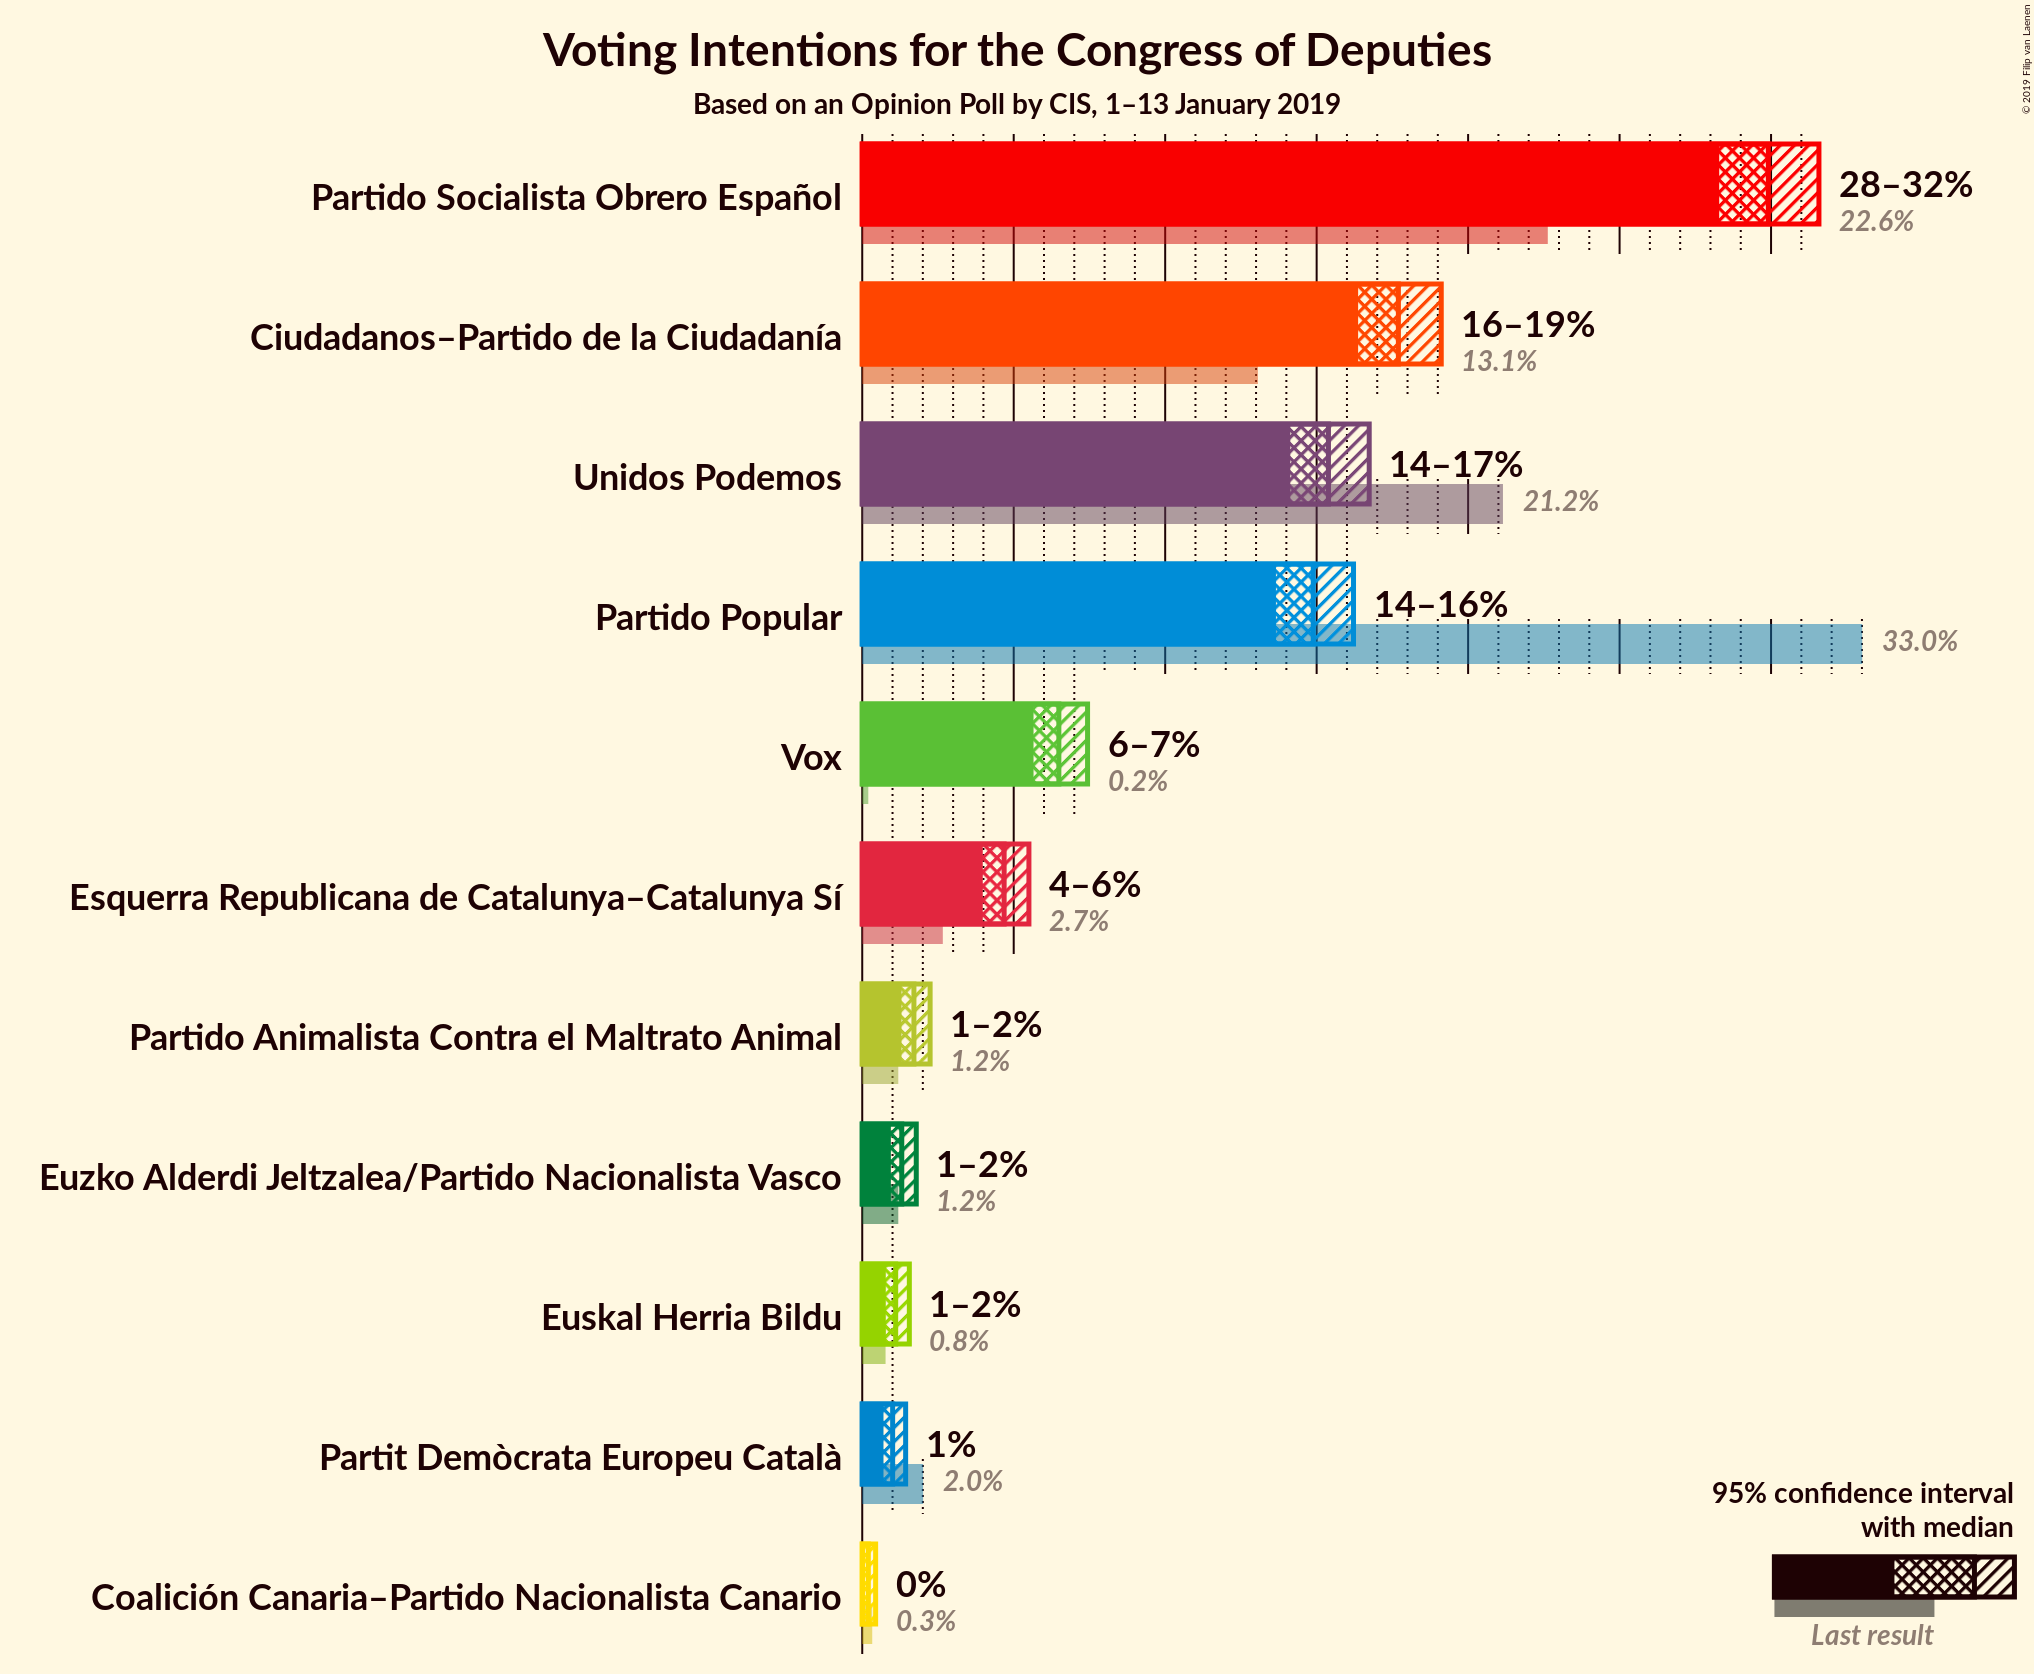 © 2019 Filip van Laenen
Voting Intentions for the Congress of Deputies
Based on an Opinion Poll by CIS, 1–13 January 2019
Partido Socialista Obrero Español
28–32%
22.6%
Ciudadanos–Partido de la Ciudadanía
16–19%
13.1%
Unidos Podemos
14–17%
21.2%
Partido Popular
14–16%
33.0%
Vox
6–7%
0.2%
Esquerra Republicana de Catalunya–Catalunya Sí
4–6%
2.7%
Partido Animalista Contra el Maltrato Animal
1–2%
1.2%
Euzko Alderdi Jeltzalea/Partido Nacionalista Vasco
1–2%
1.2%
Euskal Herria Bildu
1–2%
0.8%
Partit Demòcrata Europeu Català
1%
2.0%
Coalición Canaria–Partido Nacionalista Canario
0%
0.3%
95% confidence interval
with median
Last result